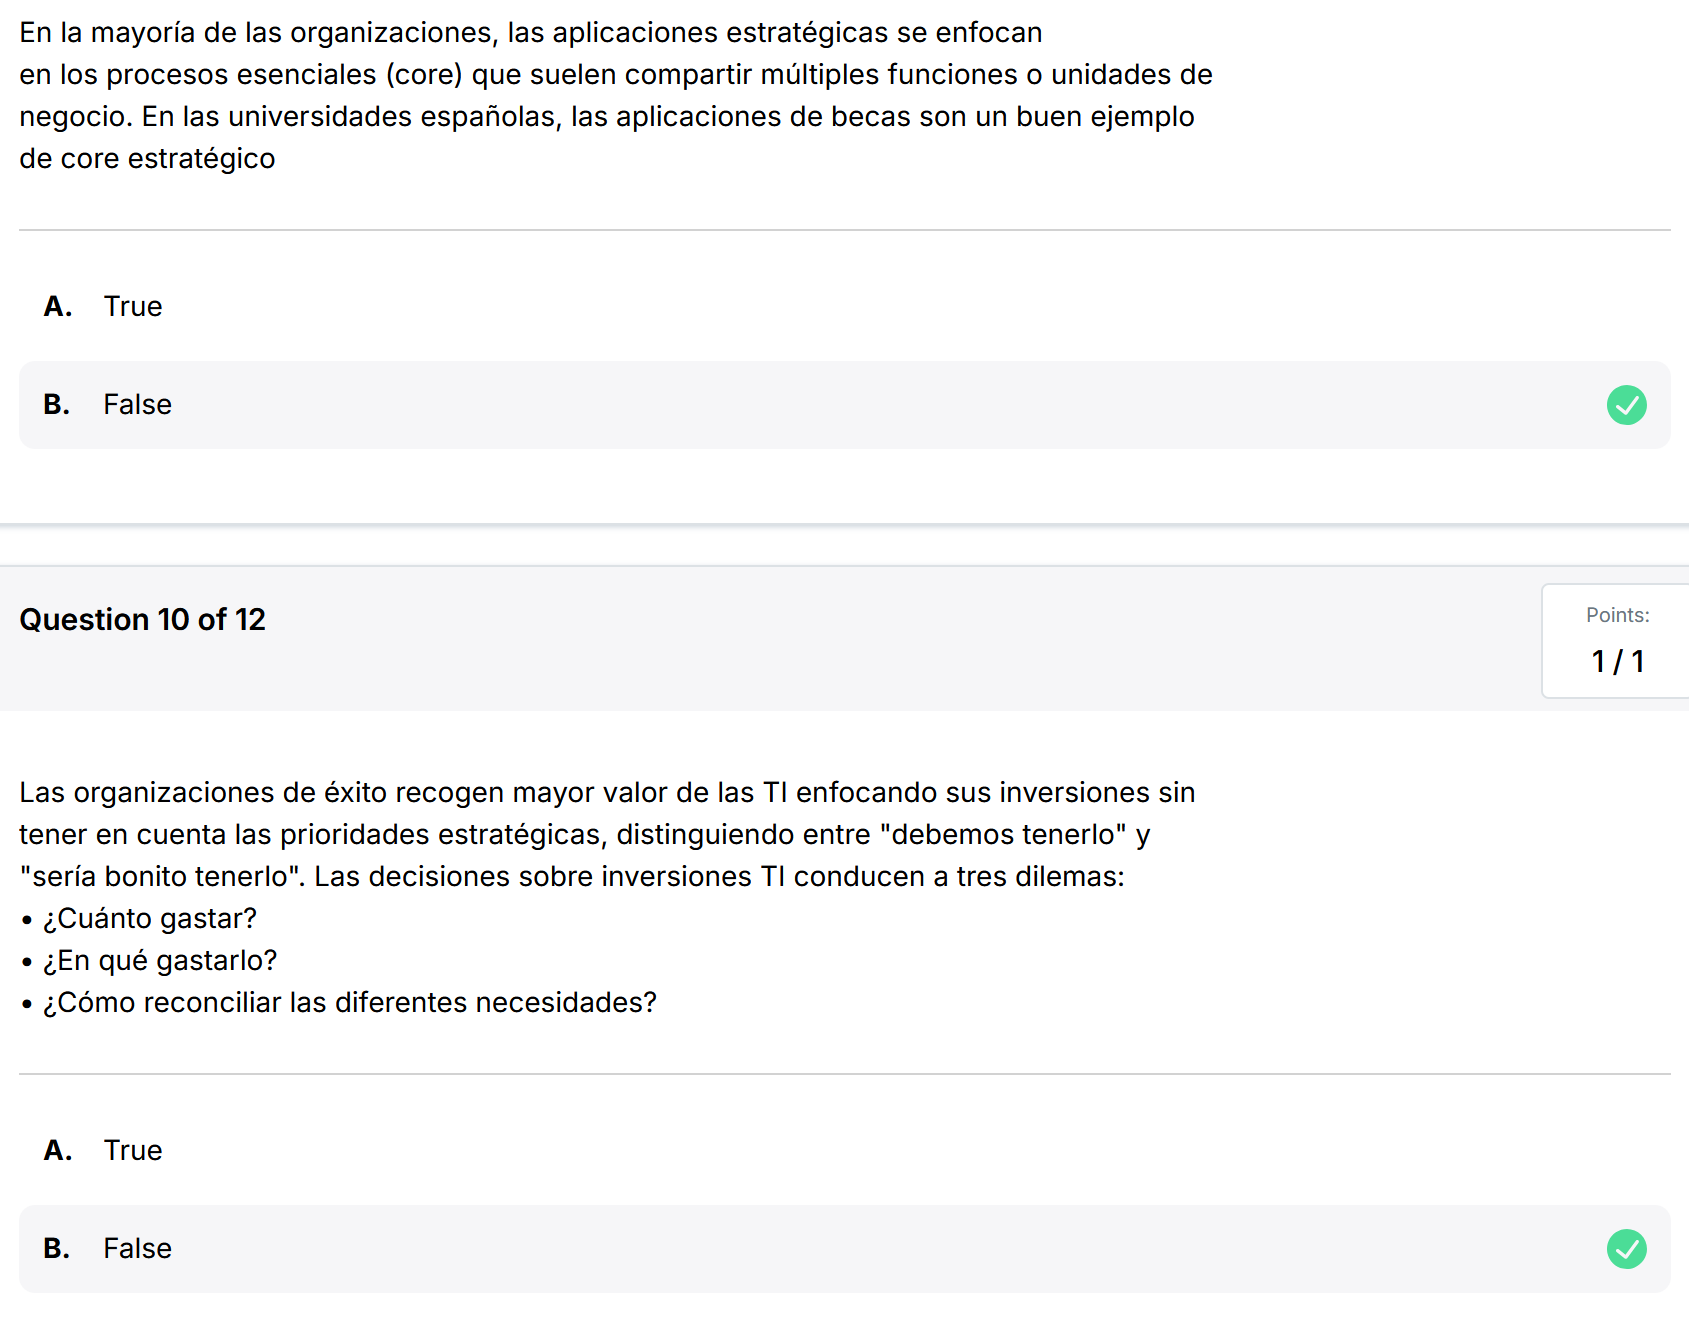 En la mayoría de las organizaciones, las aplicaciones estratégicas se enfocan
en los procesos esenciales (core) que suelen compartir múltiples funciones o unidades de
negocio. En las universidades españolas, las aplicaciones de becas son un buen ejemplo
de core estratégico
A. True
B. False
Question 10 of 12
Points:
1 / 1
Las organizaciones de éxito recogen mayor valor de las TI enfocando sus inversiones sin
tener en cuenta las prioridades estratégicas, distinguiendo entre "debemos tenerlo" y
"sería bonito tenerlo". Las decisiones sobre inversiones TI conducen a tres dilemas:
• ¿Cuánto gastar?
• ¿En qué gastarlo?
• ¿Cómo reconciliar las diferentes necesidades?
A. True
B. False